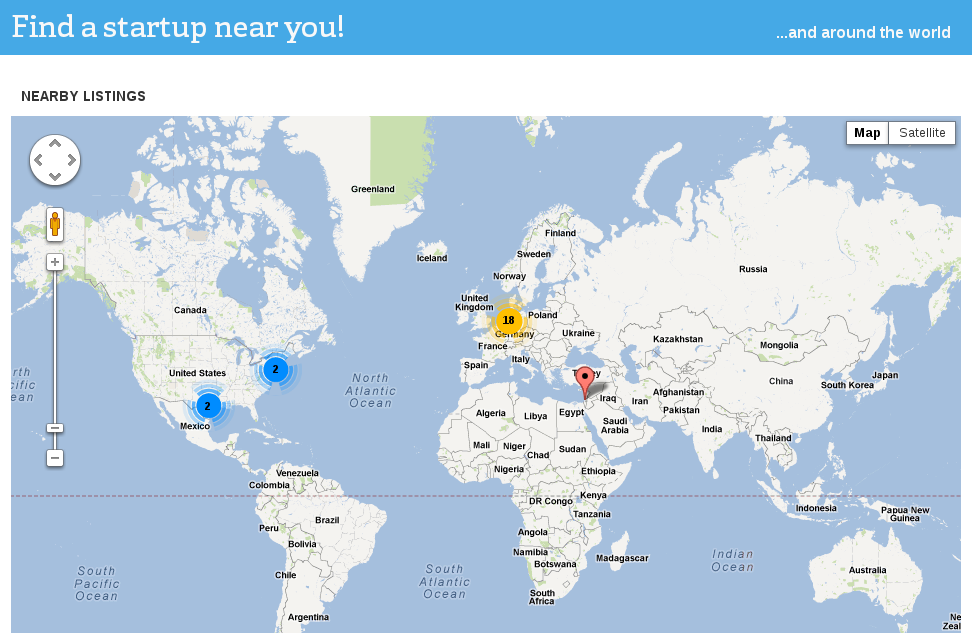 Find a startup near you!
...and around the world
NEARBY LISTINGS
Map
Satellite
Greenland
Finland
Iceland
Sweden
Russia
Norway
United
Kingdom
Canada
Poland
18
Germany
Ukraine
Kazakhstan
France
Mongolia
Italy
Spain
2
United States
North
Atlantic
Ocean
China
Japan
South Korea
Afghanistan
Iraq
Iran
2
Mexico
Algeria
Libya
Egypt
Pakistan
Saudi
Arabia
India
Thailand
Mali
Niger
Chad
Sudan
Nigeria
Ethiopia
Venezuela
Colombia
DR Congo
Kenya
Indonesia
Papua New
Guinea
Tanzania
Brazil
Peru
Angola
Bolivia
Namibia
Botswana
Madagascar
Indian
Ocean
Australia
South
Pacific
Ocean
Chile
South
Atlantic
Ocean
South
Africa
Argentina